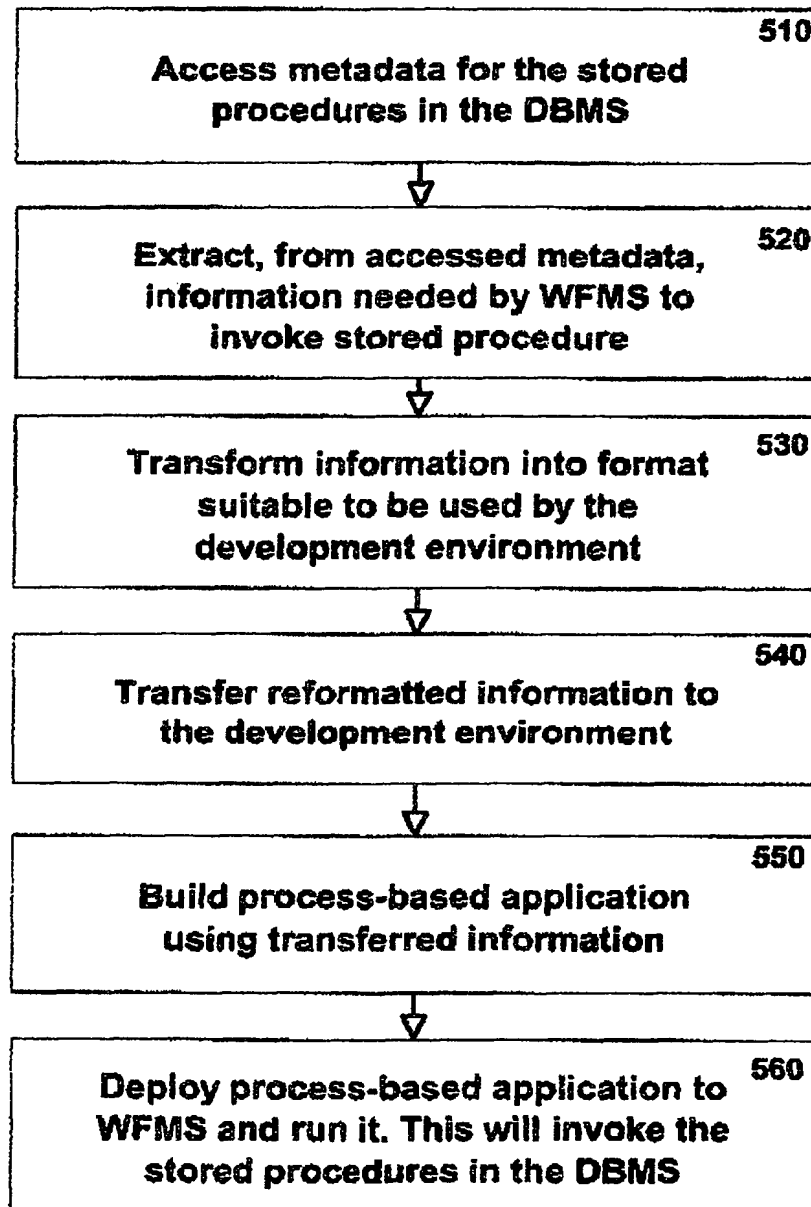 510
Access metadata for the stored
procedures in the DBMS
520
Extract, from accessed metadata,
information needed by WFMS to
invoke stored procedure
530
Transform information into format
suitable to be used by the
development environment
540
Transfer reformatted information to
the development environment
550
Build process-based application
using transferred information
560
Deploy process-based application to
WFMS and run it. This will invoke the
stored procedures in the DBMS